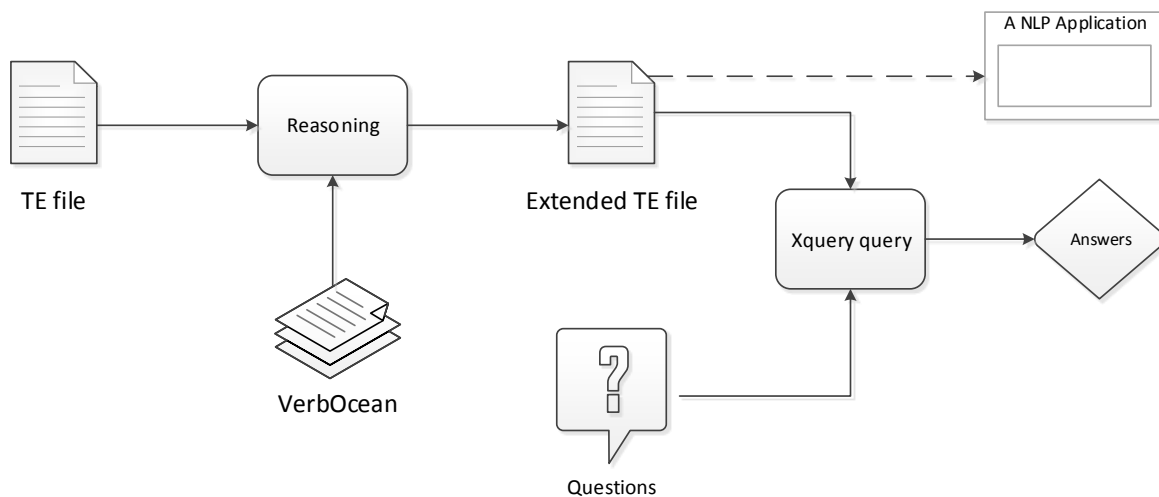 A NLP Application
Reasoning
TE file
Extended TE file
Xquery query
Answers
VerbOcean
Questions